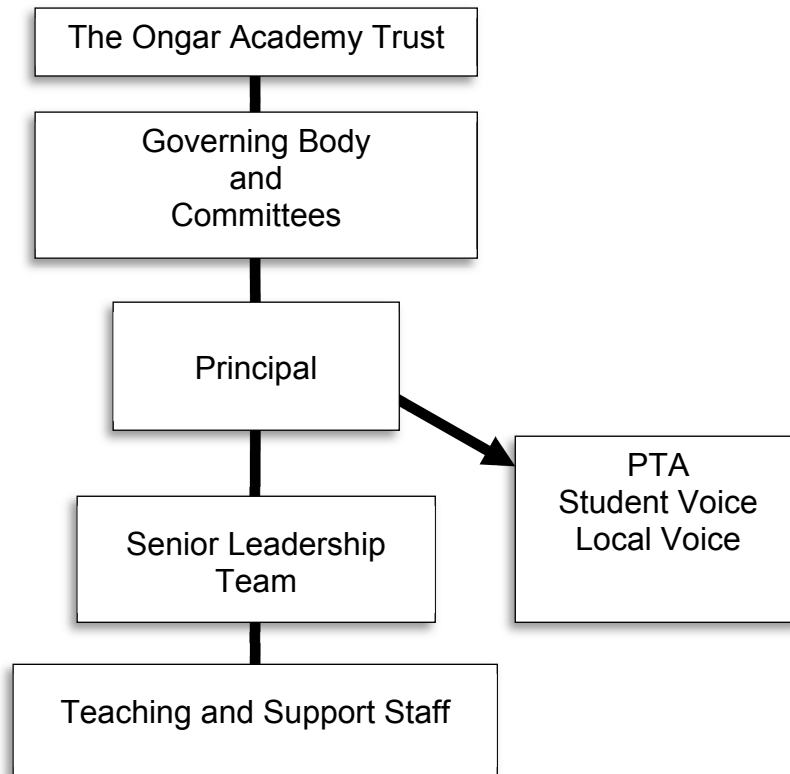 The Ongar Academy Trust
Governing Body
and
Committees
Principal
PTA
Student Voice
Local Voice
Senior Leadership
Team
Teaching and Support Staff